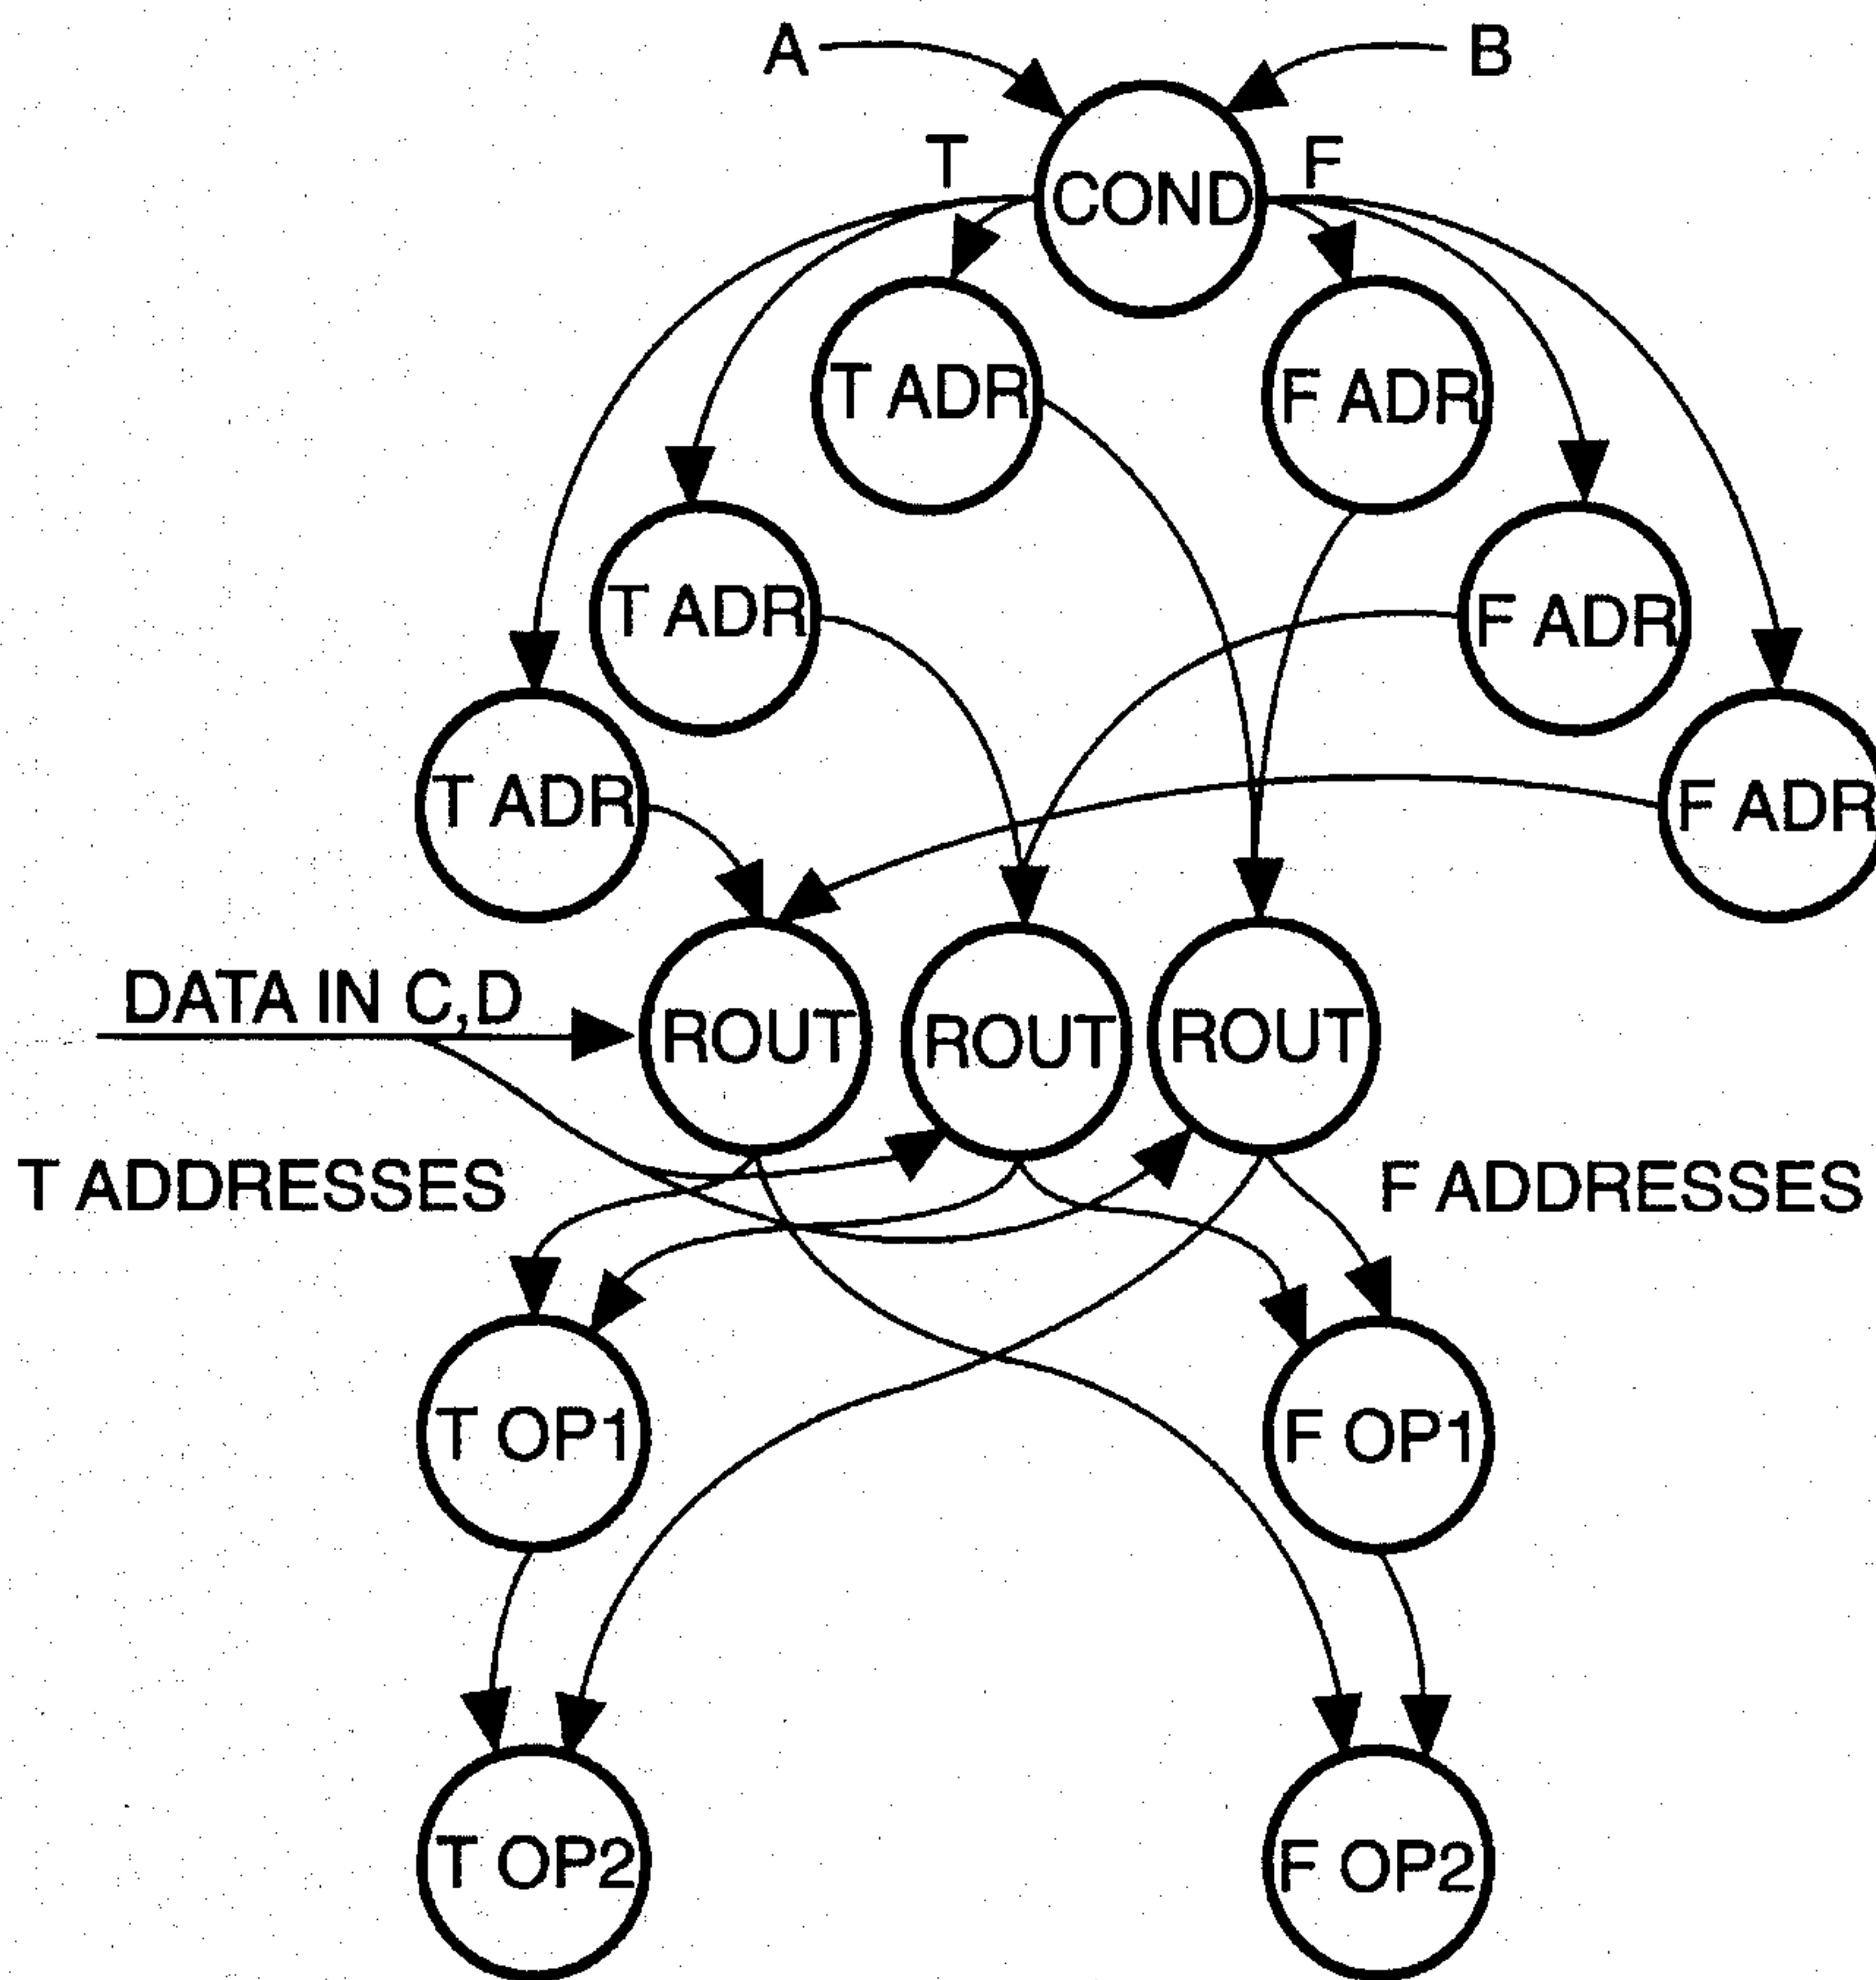 A
B
T
F
COND
T ADR
F ADR
T ADR
F ADR
T ADR
F ADR
DATA IN C,D
ROUT
ROUT
ROUT
T ADDRESSES
F ADDRESSES
T OP1
F OP1
T OP2
F OP2